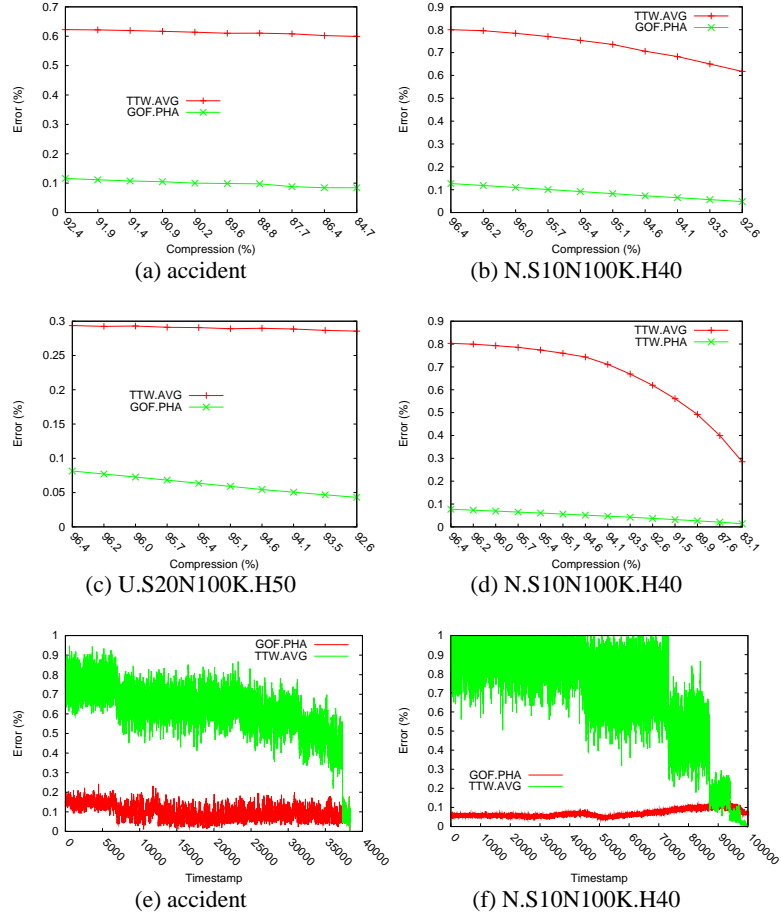 0.7
0.6
0.5
0.4
0.3
0.2
0.1
0
Error (%)
TTW.AVG
GOF.PHA
92.4 91.9 91.4 90.9 90.2 89.6 88.8 87.7 86.4 84.7
Compression (%)
(a) accident
0.9
0.8
0.7
0.6
0.5
0.4
0.3
0.2
0.1
0
Error (%)
TTW.AVG
GOF.PHA
96.4 96.2 96.0 95.7 95.4 95.1 94.6 94.1 93.5 92.6
Compression (%)
(b) N.S10N100K.H40
0.3
0.25
0.2
0.15
0.1
0.05
0
Error (%)
TTW.AVG
GOF.PHA
96.4 96.2 96.0 95.7 95.4 95.1 94.6 94.1 93.5 92.6
Compression (%)
(c) U.S20N100K.H50
0.9
0.8
0.7
0.6
0.5
0.4
0.3
0.2
0.1
0
Error (%)
TTW.AVG
TTW.PHA
96.4 96.2 96.0 95.7 95.4 95.1 94.6 94.1 93.5 92.6 91.5 89.9 87.6 83.1
Compression (%)
(d) N.S10N100K.H40
1
0.9
0.8
0.7
0.6
0.5
0.4
0.3
0.2
0.1
0
Error (%)
GOF.PHA
TTW.AVG
0 5000 10000 15000 20000 25000 30000 35000 40000
Timestamp
(e) accident
1
0.9
0.8
0.7
0.6
0.5
0.4
0.3
0.2
0.1
0
Error (%)
GOF.PHA
TTW.AVG
0 10000 20000 30000 40000 50000 60000 70000 80000 90000 100000
Timestamp
(f) N.S10N100K.H40